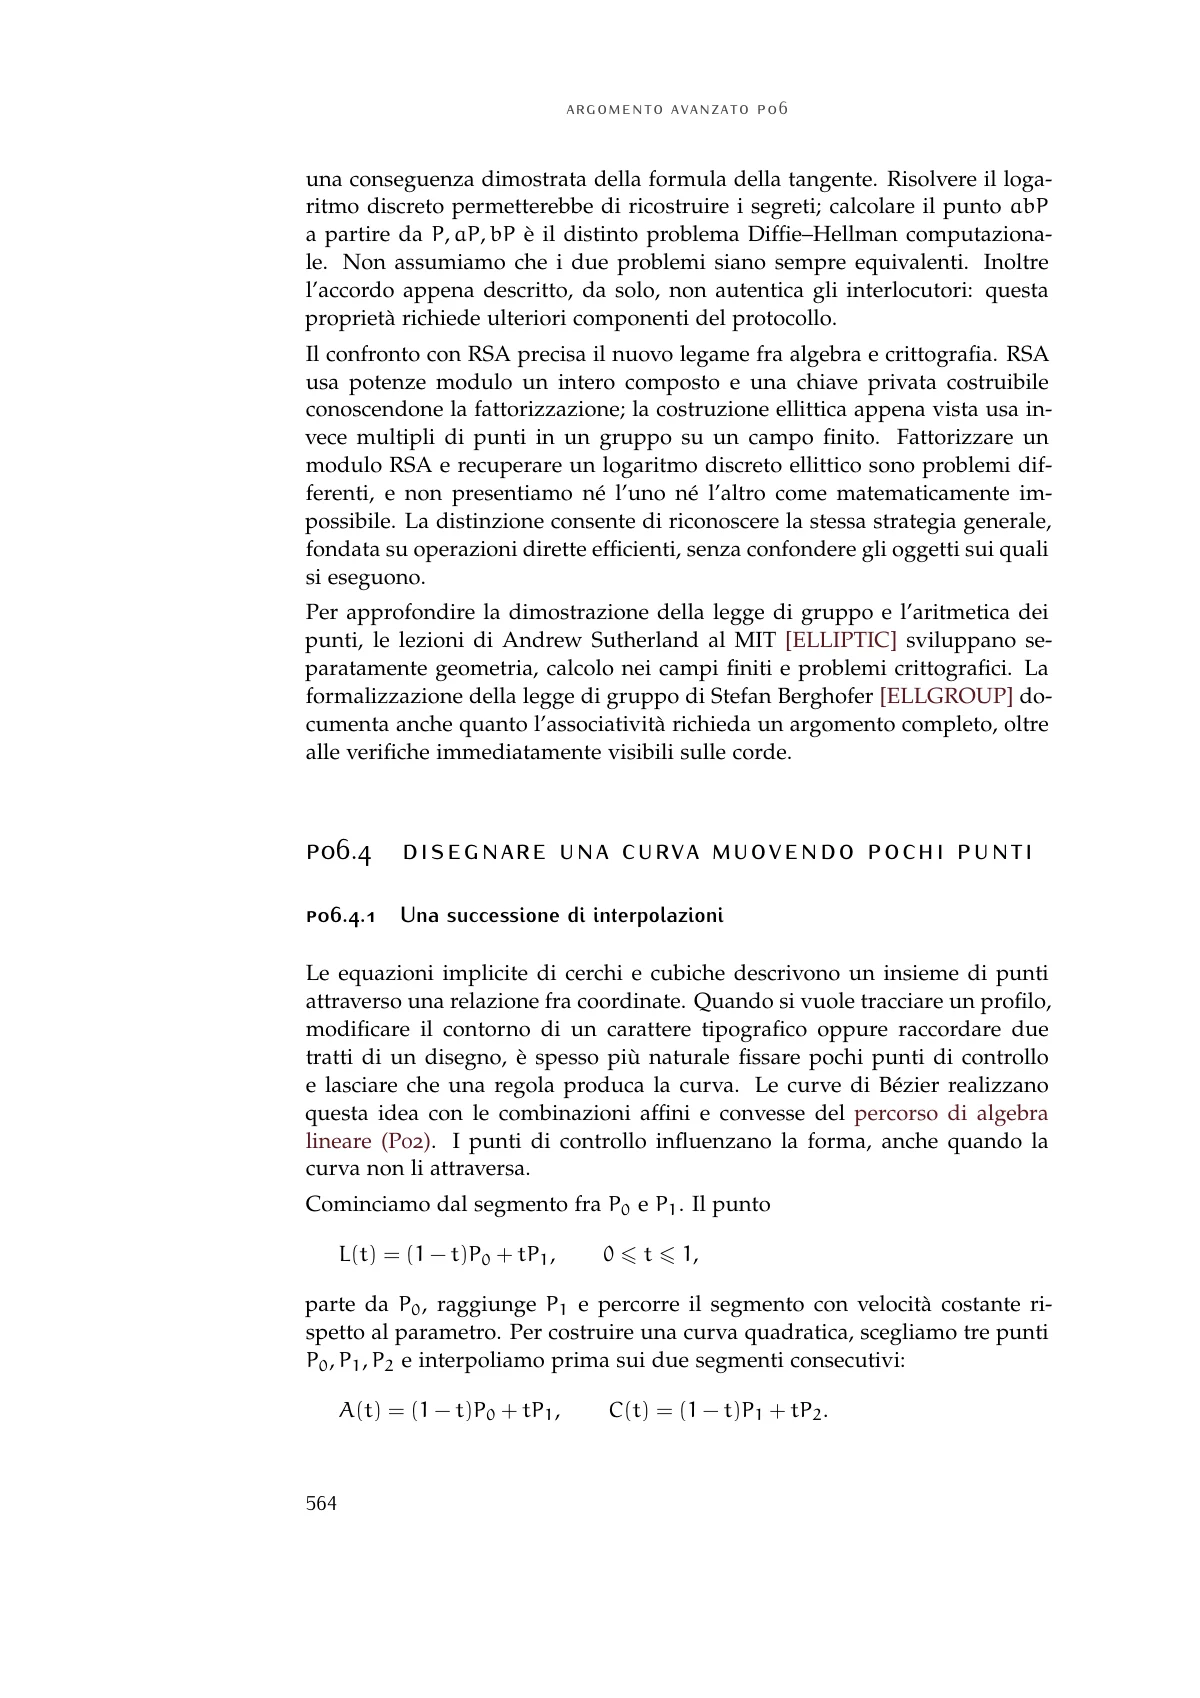 ARGOMENTO AVANZATO P06
una conseguenza dimostrata della formula della tangente. Risolvere il loga-
ritmo discreto permetterebbe di ricostruire i segreti; calcolare il punto abP
a partire da P, aP, bP è il distinto problema Diffie–Hellman computaziona-
le. Non assumiamo che i due problemi siano sempre equivalenti. Inoltre
l'accordo appena descritto, da solo, non autentica gli interlocutori: questa
proprietà richiede ulteriori componenti del protocollo.
Il confronto con RSA precisa il nuovo legame fra algebra e crittografia. RSA
usa potenze modulo un intero composto e una chiave privata costruibile
conoscendone la fattorizzazione; la costruzione ellittica appena vista usa in-
vece multipli di punti in un gruppo su un campo finito. Fattorizzare un
modulo RSA e recuperare un logaritmo discreto ellittico sono problemi dif-
ferenti, e non presentiamo né l'uno né l'altro come matematicamente im-
possibile. La distinzione consente di riconoscere la stessa strategia generale,
fondata su operazioni dirette efficienti, senza confondere gli oggetti sui quali
si eseguono.
Per approfondire la dimostrazione della legge di gruppo e l'aritmetica dei
punti, le lezioni di Andrew Sutherland al MIT [ELLIPTIC] sviluppano se-
paratamente geometria, calcolo nei campi finiti e problemi crittografici. La
formalizzazione della legge di gruppo di Stefan Berghofer [ELLGROUP] do-
cumenta anche quanto l'associatività richieda un argomento completo, oltre
alle verifiche immediatamente visibili sulle corde.
P06.4 DISEGNARE UNA CURVA MUOVENDO POCHI PUNTI
P06.4.1 Una successione di interpolazioni
Le equazioni implicite di cerchi e cubiche descrivono un insieme di punti
attraverso una relazione fra coordinate. Quando si vuole tracciare un profilo,
modificare il contorno di un carattere tipografico oppure raccordare due
tratti di un disegno, è spesso più naturale fissare pochi punti di controllo
e lasciare che una regola produca la curva. Le curve di Bézier realizzano
questa idea con le combinazioni affini e convesse del percorso di algebra
lineare (P02). I punti di controllo influenzano la forma, anche quando la
curva non li attraversa.
Cominciamo dal segmento fra P₀ e P₁. Il punto
L(t) = (1 − t)P₀ + tP₁, 0 ⩽ t ⩽ 1,
parte da P₀, raggiunge P₁ e percorre il segmento con velocità costante ri-
spetto al parametro. Per costruire una curva quadratica, scegliamo tre punti
P₀, P₁, P₂ e interpoliamo prima sui due segmenti consecutivi:
A(t) = (1 − t)P₀ + tP₁, C(t) = (1 − t)P₁ + tP₂.
564